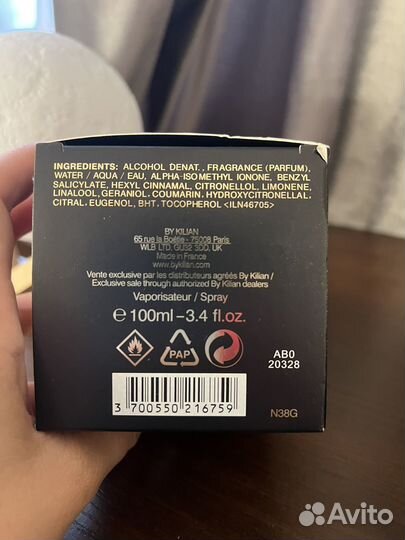 INGREDIENTS: ALCOHOL DENAT. , FRAGRANCE (PARFUM),
WATER / AQUA / EAU, ALPHA-ISOMETHYL IONONE, BENZYL
SALICYLATE, HEXYL CINNAMAL, CITRONELLOL, LIMONENE,
LINALOOL, GERANIOL, COUMARIN, HYDROXYCITRONELLAL,
CITRAL, EUGENOL, BHT, TOCOPHEROL <ILN46705>
BY KILIAN
65 rue la Boétie - 75008 Paris
WLB LTD, GU32 3DD, UK
Made in France
www.bykilian.com
Vente exclusive par les distributeurs agréés By Kilian /
Exclusive sale through authorized By Kilian dealers
Vaporisateur / Spray
℮ 100ml-3.4 fl.oz.
PAP
AB0
20328
3 700550 216759
N38G
Avito